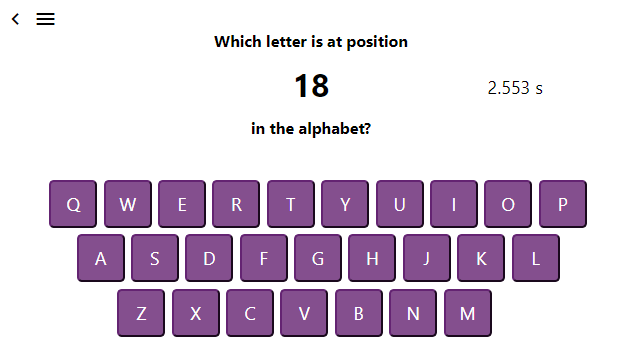 Which letter is at position
18
2.553 s
in the alphabet?
Q W E R T Y U I O P
A S D F G H J K L
Z X C V B N M